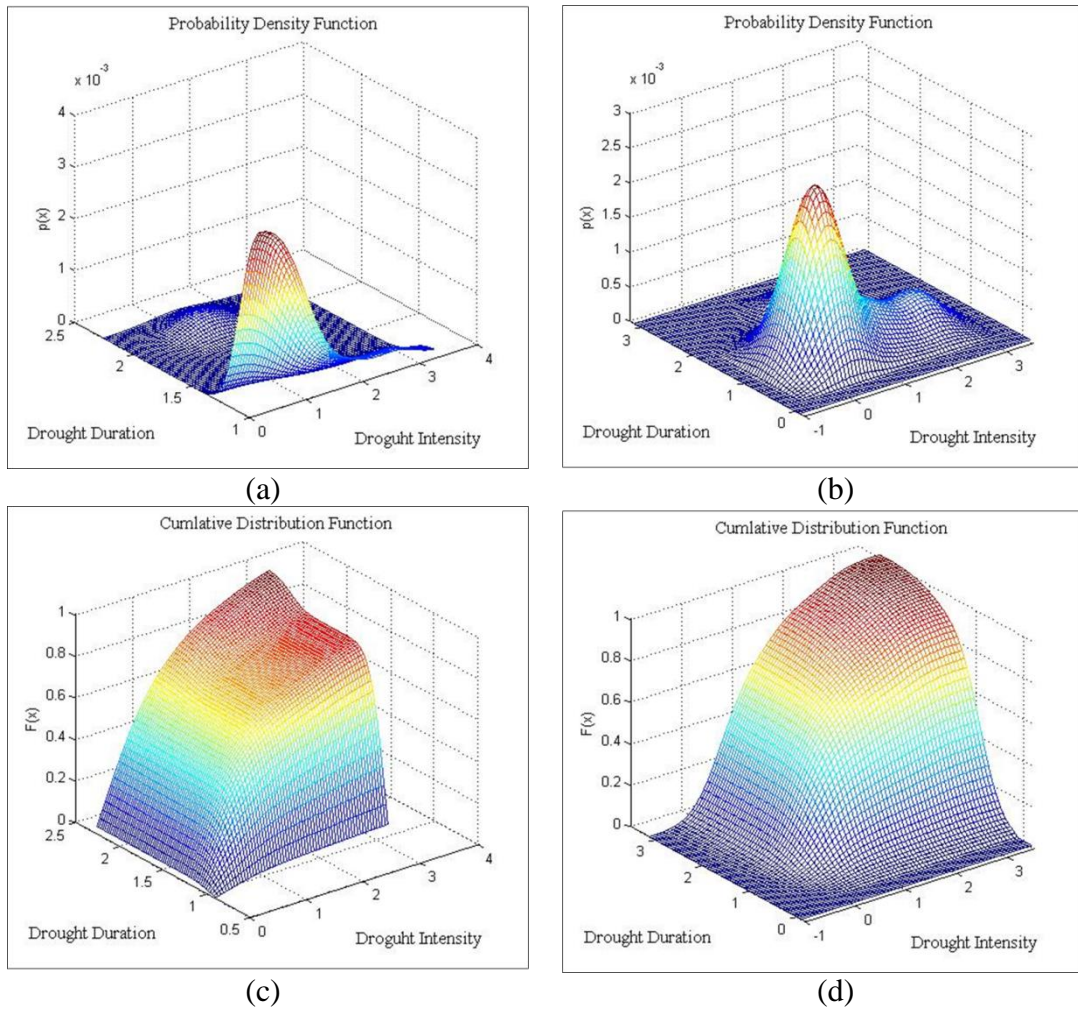 Probability Density Function
x 10⁻³
4
3
2
1
0
p(x)
2.5
2
1.5
1
0
1
2
3
4
Drought Duration
Droguht Intensity
(a)
Probability Density Function
x 10⁻³
3
2.5
2
1.5
1
0.5
0
p(x)
3
2
1
0
-1
0
1
2
3
Drought Duration
Drought Intensity
(b)
Cumlative Distribution Function
1
0.8
0.6
0.4
0.2
0
F(x)
2.5
2
1.5
1
0.5
0
1
2
3
4
Drought Duration
Droguht Intensity
(c)
Cumlative Distribution Function
1
0.8
0.6
0.4
0.2
0
F(x)
3
2
1
0
-1
0
1
2
3
Drought Duration
Drought Intensity
(d)